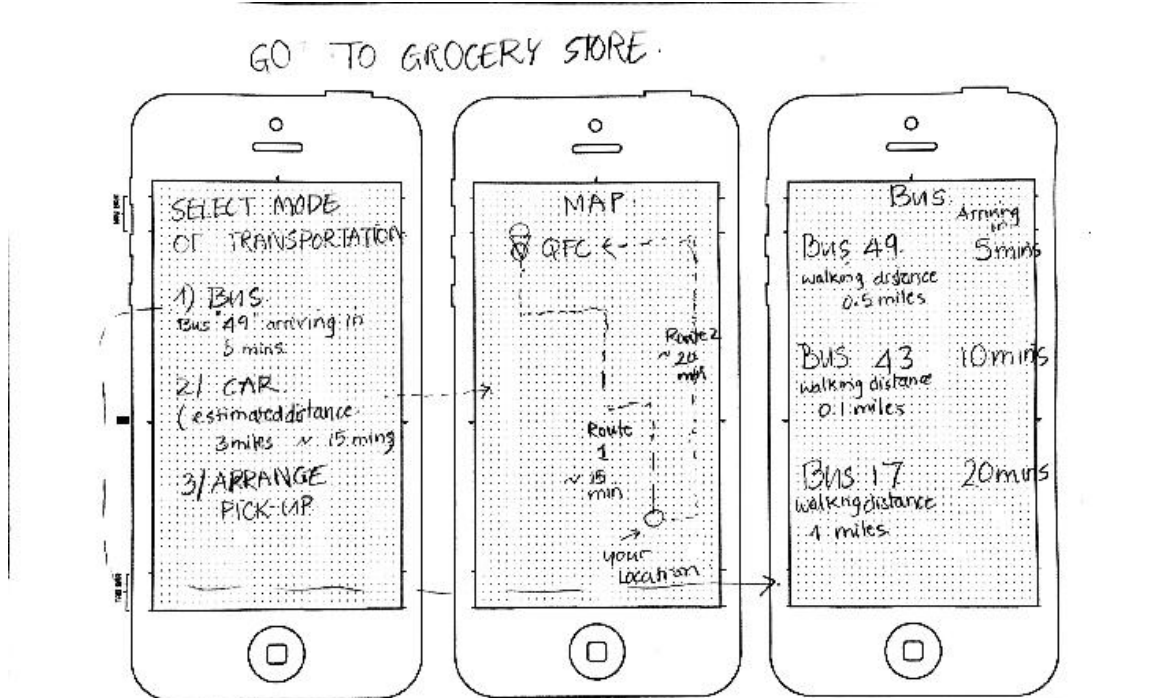 GO TO GROCERY STORE.
SELECT MODE
OF TRANSPORTATION
1) BUS
Bus "49" arriving in
5 mins
2/ CAR
(estimated distance
3 miles ~ 15 mins
3/ ARRANGE
PICK-UP
MAP
QFC
Route 2
~ 20
min
Route
1
~ 15
min
your
Location
Bus
Arriving
in
Bus 49 5 mins
walking distance
0.5 miles
Bus 43 10 mins
walking distance
0.1 miles
Bus 17 20 mins
walking distance
1 miles